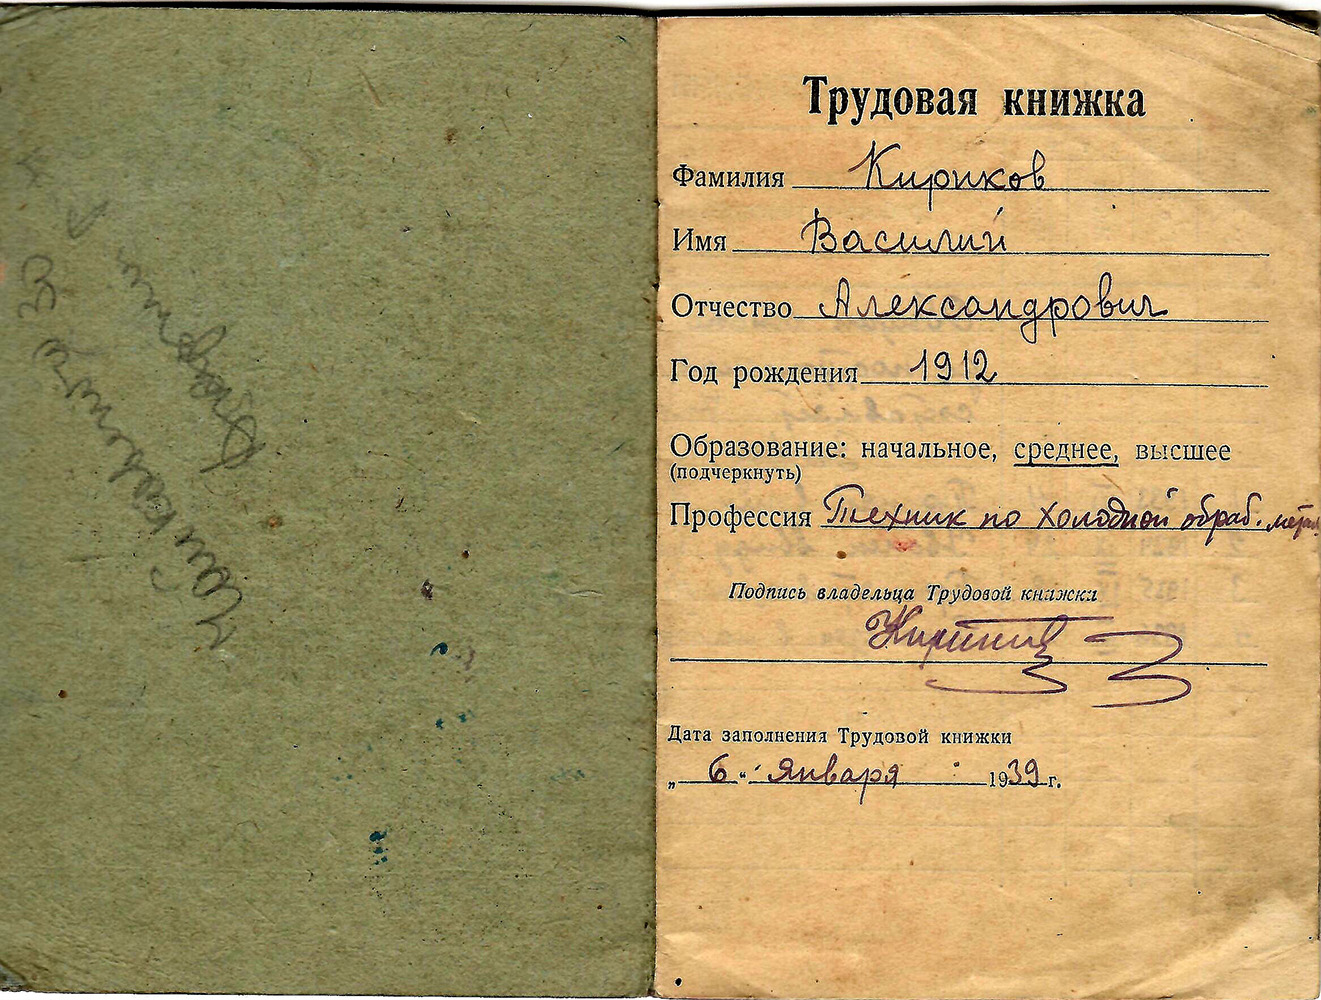 Трудовая книжка
Фамилия Кириков
Имя Василий
Отчество Александрович
Год рождения 1912
Образование: начальное, среднее, высшее
(подчеркнуть)
Профессия Техник по холодной обраб. метал.
Подпись владельца Трудовой книжки
Дата заполнения Трудовой книжки
„ 6 “ января 1939 г.